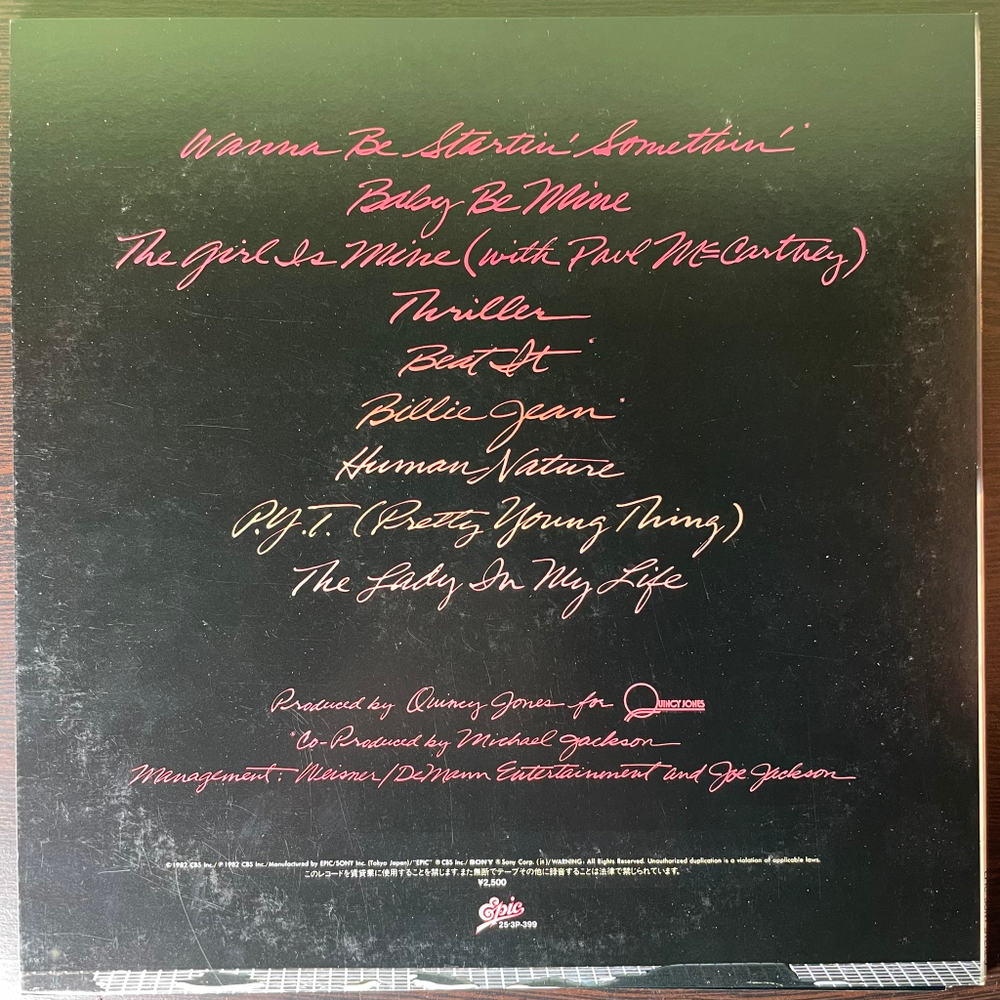 Wanna Be Startin' Somethin'*
Baby Be Mine
The Girl Is Mine (with Paul McCartney)
Thriller
Beat It*
Billie Jean*
Human Nature
P.Y.T. (Pretty Young Thing)
The Lady In My Life
Produced by Quincy Jones for QUINCY JONES
*Co-Produced by Michael Jackson
Management: Weisner/DeMann Entertainment and Joe Jackson
© 1982 CBS Inc./℗ 1982 CBS Inc./Manufactured by EPIC/SONY Inc. (Tokyo Japan)/"EPIC" ® CBS Inc./SONY ® Sony Corp. (in)/WARNING: All Rights Reserved. Unauthorized duplication is a violation of applicable laws.
このレコードを賃貸業に使用することを禁じます。また無断でテープその他に録音することは法律で禁じられています。
¥2,500
Epic
25·3P-399